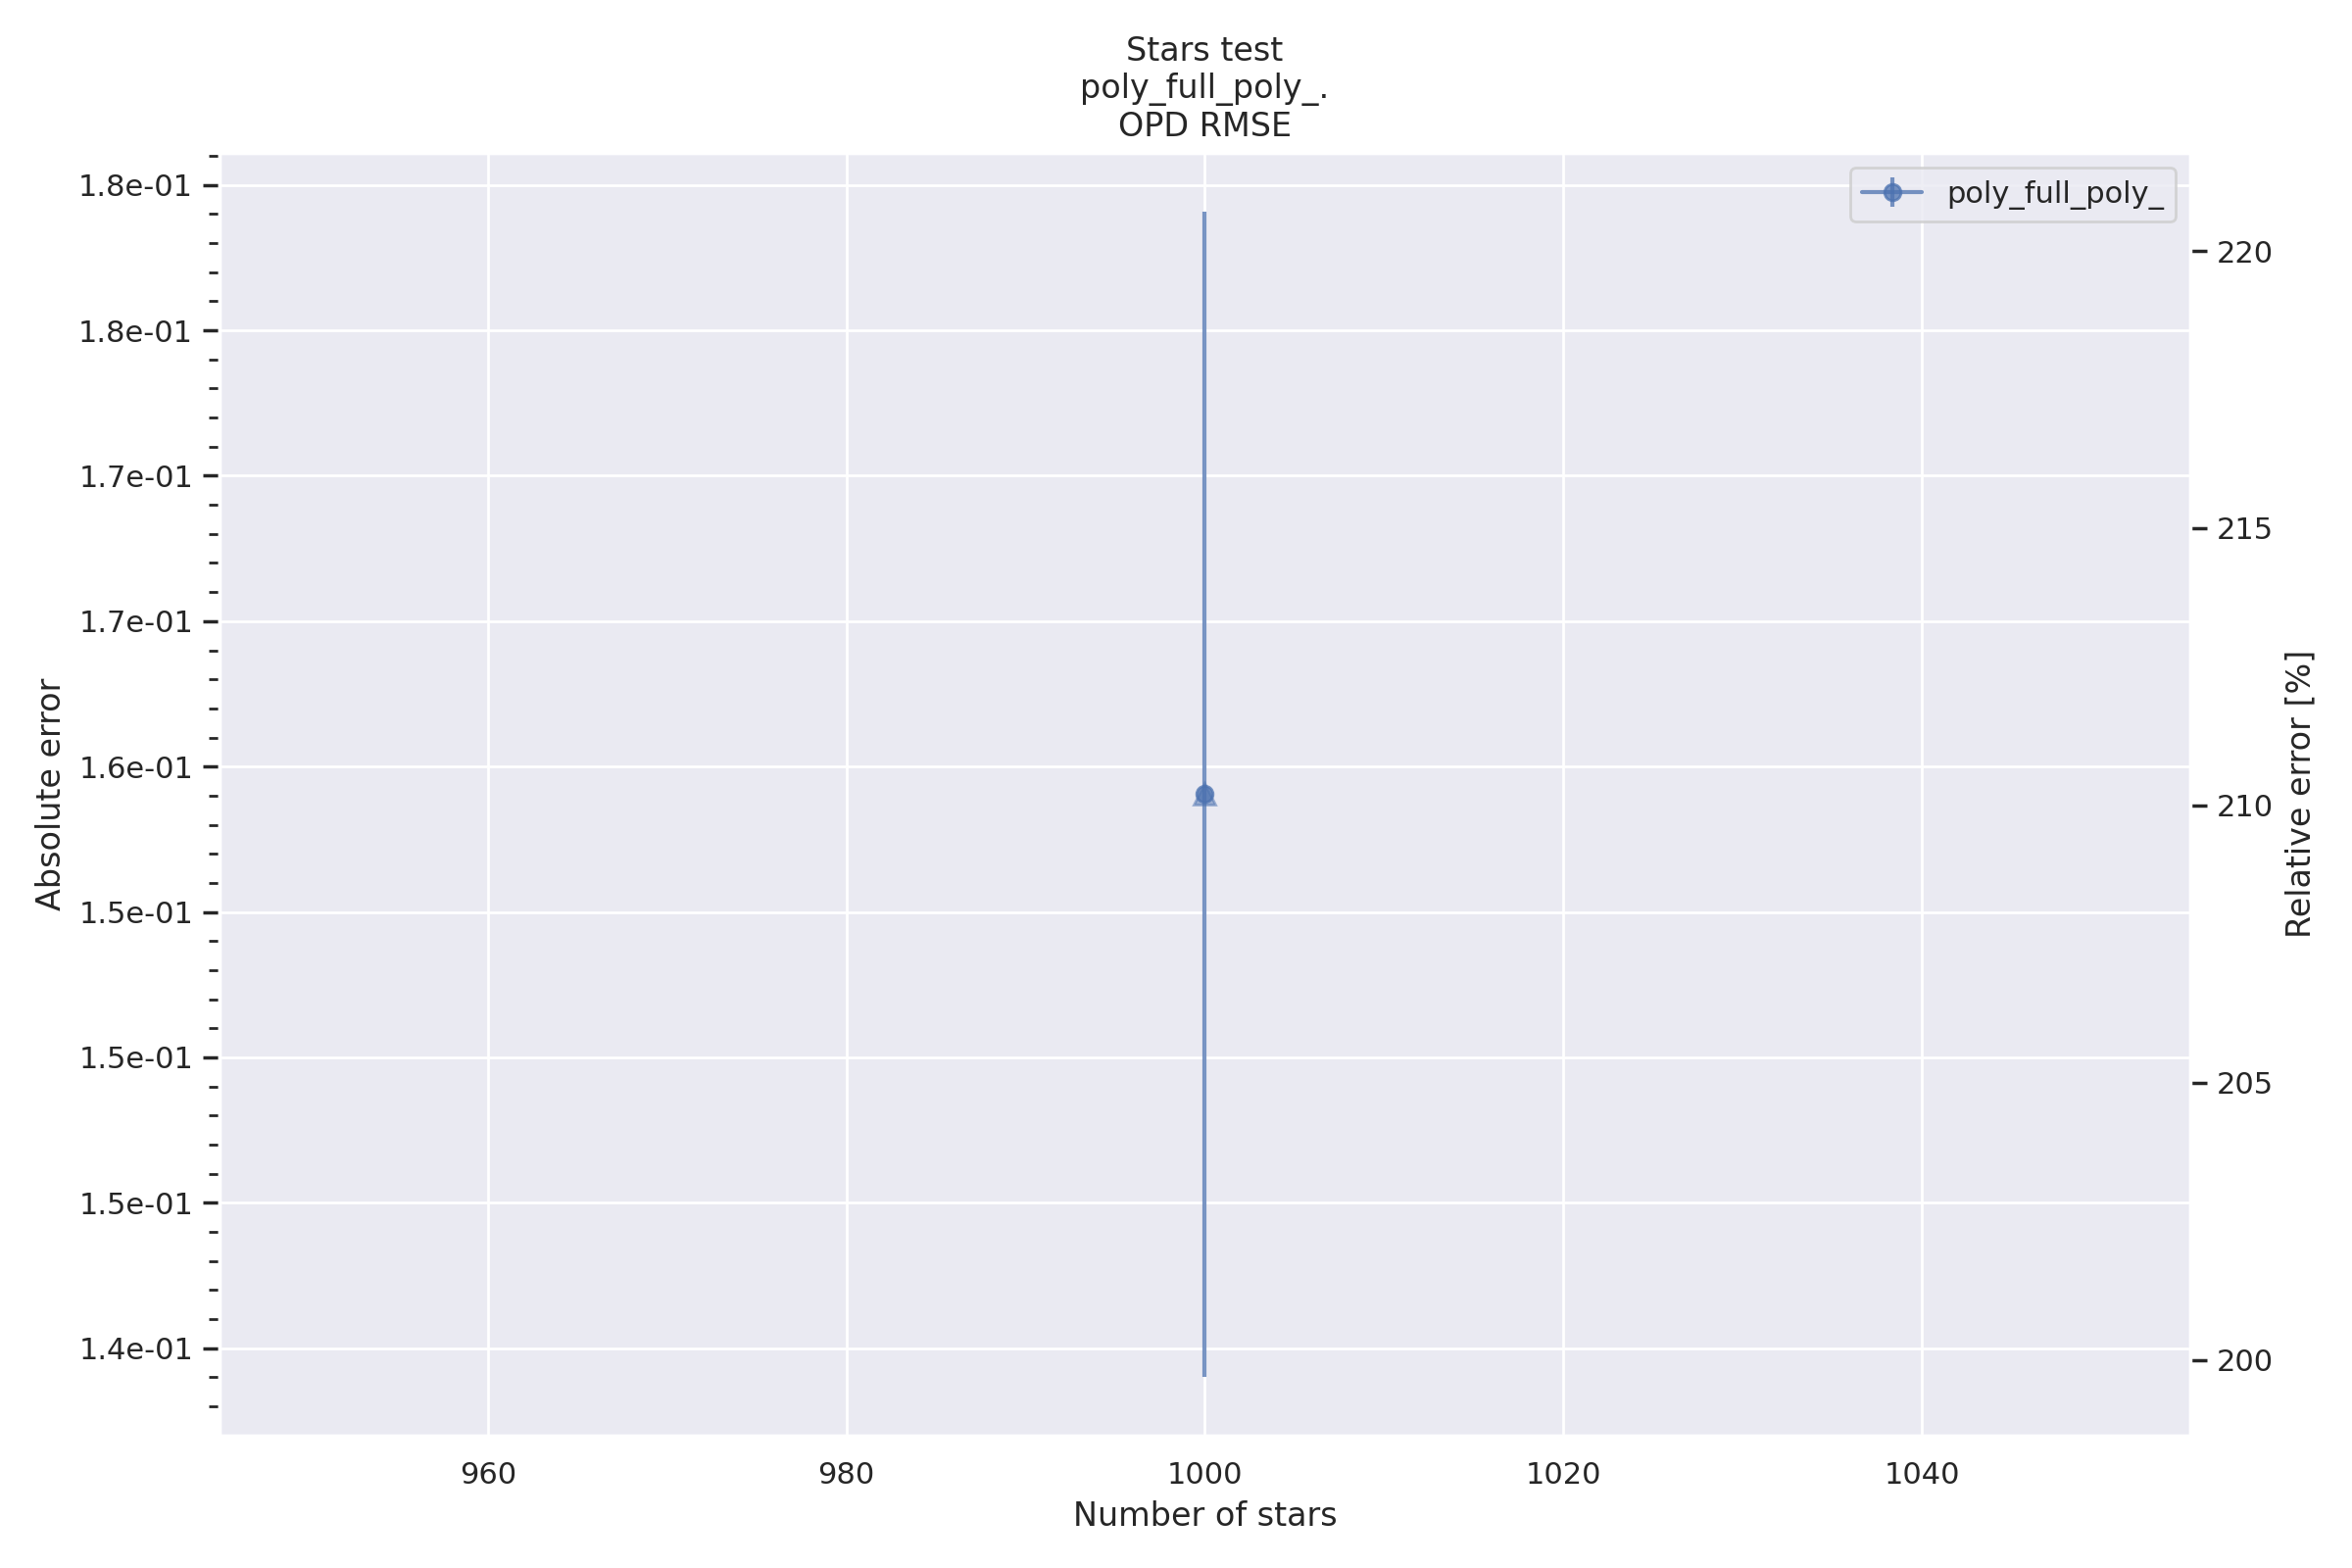 Stars test
poly_full_poly_.
OPD RMSE
poly_full_poly_
1.8e-01
1.8e-01
1.7e-01
1.7e-01
1.6e-01
1.5e-01
1.5e-01
1.5e-01
1.4e-01
Absolute error
220
215
210
205
200
Relative error [%]
960 980 1000 1020 1040
Number of stars